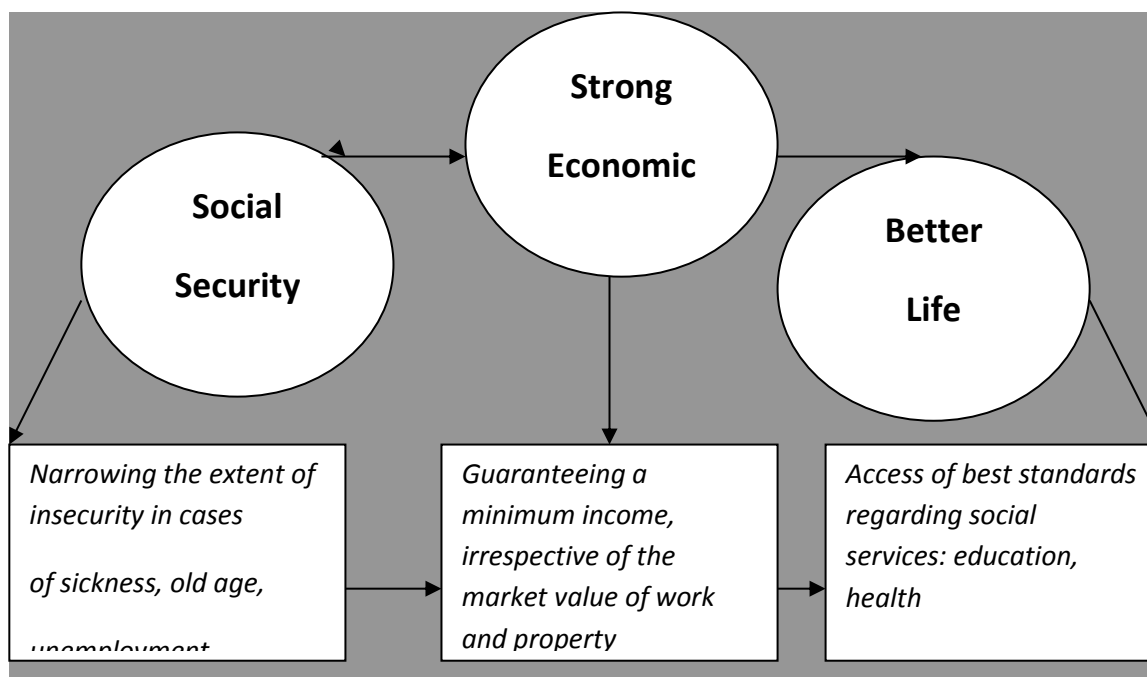 Strong
Economic
Social
Security
Better
Life
Narrowing the extent of
insecurity in cases
of sickness, old age,
unemployment
Guaranteeing a
minimum income,
irrespective of the
market value of work
and property
Access of best standards
regarding social
services: education,
health